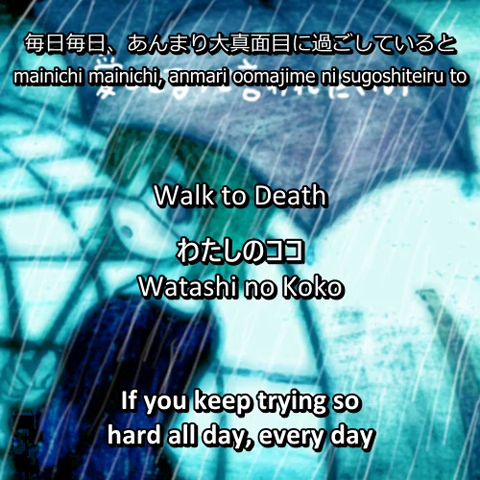 毎日毎日、あんまり大真面目に過ごしていると
mainichi mainichi, anmari oomajime ni sugoshiteiru to
Walk to Death
わたしのココ
Watashi no Koko
If you keep trying so
hard all day, every day